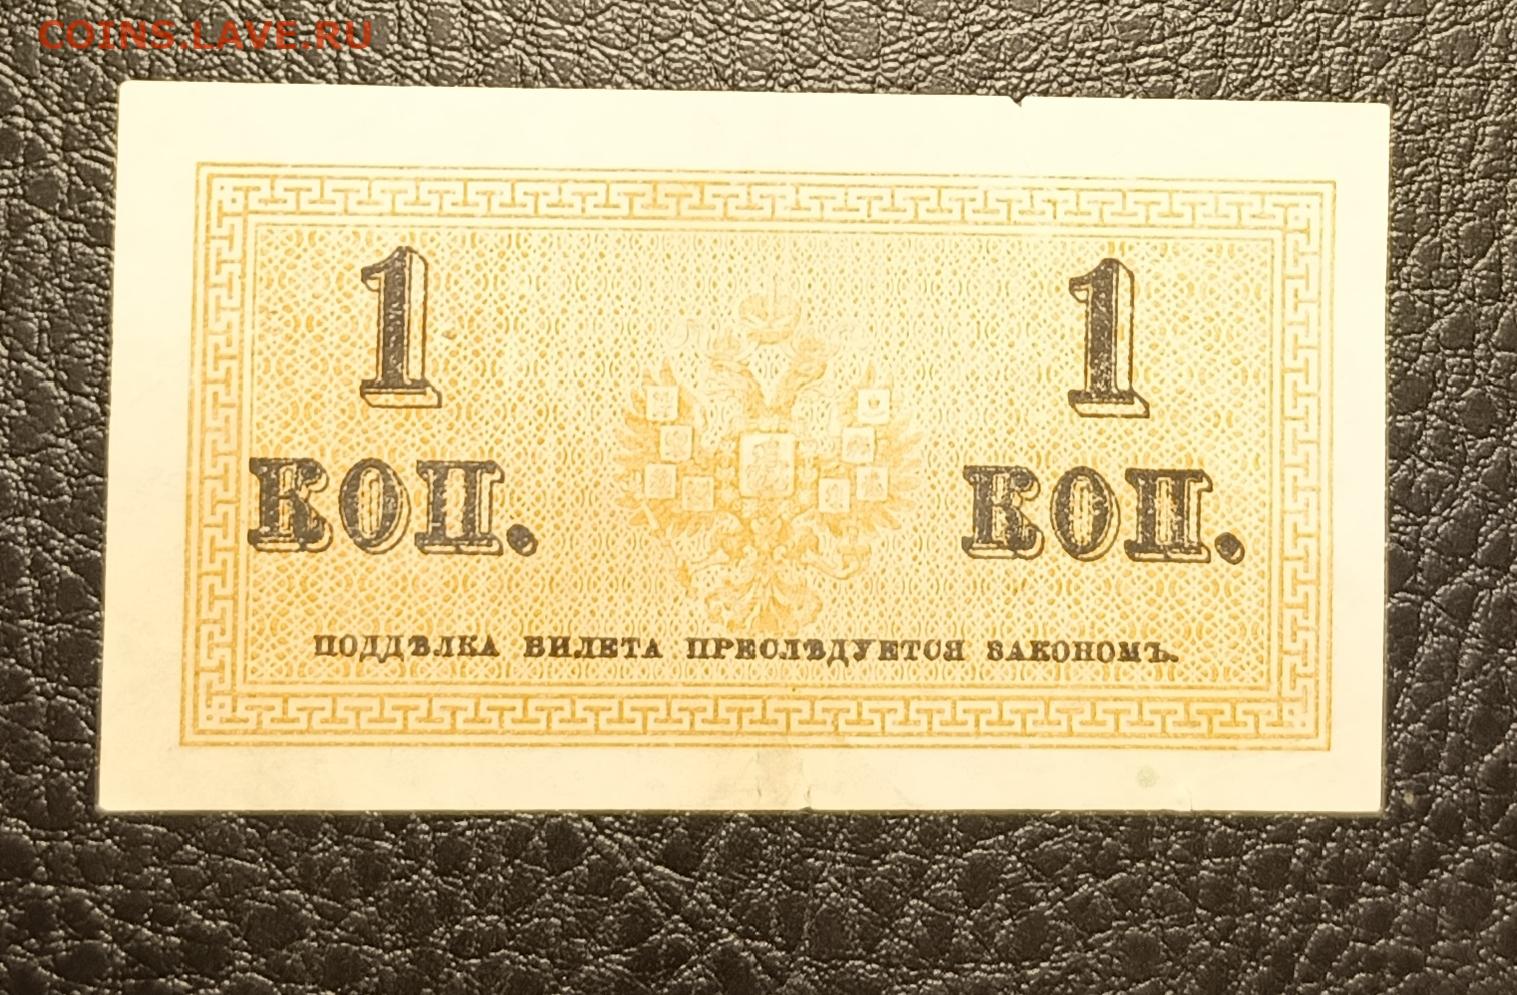 COINS.LAVE.RU
1 1
КОП. КОП.
ПОДДѢЛКА БИЛЕТА ПРЕСЛѢДУЕТСЯ ЗАКОНОМЪ.